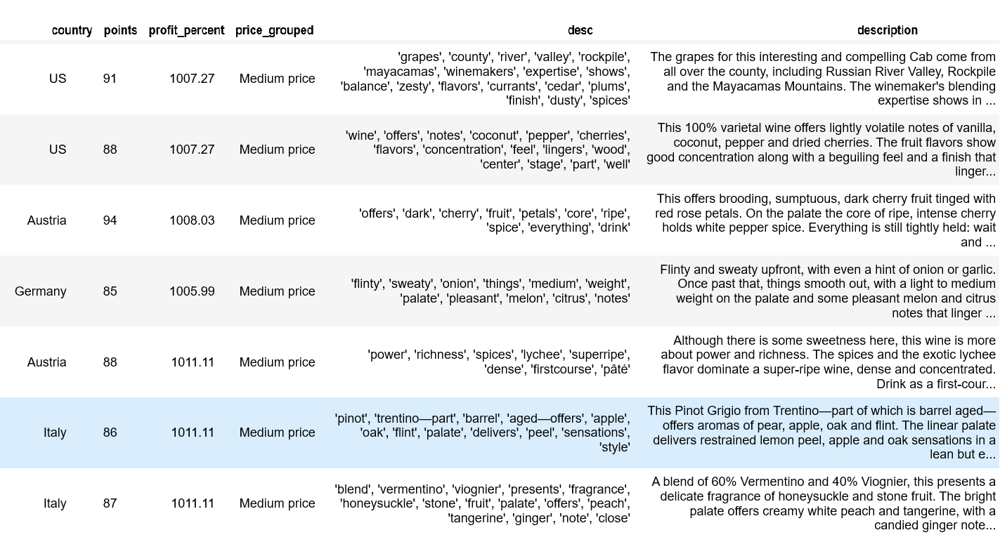 country points profit_percent price_grouped desc description
US 91 1007.27 Medium price
'grapes', 'county', 'river', 'valley', 'rockpile',
'mayacamas', 'winemakers', 'expertise', 'shows',
'balance', 'zesty', 'flavors', 'currants', 'cedar', 'plums',
'finish', 'dusty', 'spices'
The grapes for this interesting and compelling Cab come from
all over the county, including Russian River Valley, Rockpile
and the Mayacamas Mountains. The winemaker's blending
expertise shows in ...
US 88 1007.27 Medium price
'wine', 'offers', 'notes', 'coconut', 'pepper', 'cherries',
'flavors', 'concentration', 'feel', 'lingers', 'wood',
'center', 'stage', 'part', 'well'
This 100% varietal wine offers lightly volatile notes of vanilla,
coconut, pepper and dried cherries. The fruit flavors show
good concentration along with a beguiling feel and a finish that
linger...
Austria 94 1008.03 Medium price
'offers', 'dark', 'cherry', 'fruit', 'petals', 'core', 'ripe',
'spice', 'everything', 'drink'
This offers brooding, sumptuous, dark cherry fruit tinged with
red rose petals. On the palate the core of ripe, intense cherry
holds white pepper spice. Everything is still tightly held: wait
and ...
Germany 85 1005.99 Medium price
'flinty', 'sweaty', 'onion', 'things', 'medium', 'weight',
'palate', 'pleasant', 'melon', 'citrus', 'notes'
Flinty and sweaty upfront, with even a hint of onion or garlic.
Once past that, things smooth out, with a light to medium
weight on the palate and some pleasant melon and citrus
notes that linger ...
Austria 88 1011.11 Medium price
'power', 'richness', 'spices', 'lychee', 'superripe',
'dense', 'firstcourse', 'pâté'
Although there is some sweetness here, this wine is more
about power and richness. The spices and the exotic lychee
flavor dominate a super-ripe wine, dense and concentrated.
Drink as a first-cour...
Italy 86 1011.11 Medium price
'pinot', 'trentino—part', 'barrel', 'aged—offers', 'apple',
'oak', 'flint', 'palate', 'delivers', 'peel', 'sensations',
'style'
This Pinot Grigio from Trentino—part of which is barrel aged—
offers aromas of pear, apple, oak and flint. The linear palate
delivers restrained lemon peel, apple and oak sensations in a
lean but e...
Italy 87 1011.11 Medium price
'blend', 'vermentino', 'viognier', 'presents', 'fragrance',
'honeysuckle', 'stone', 'fruit', 'palate', 'offers', 'peach',
'tangerine', 'ginger', 'note', 'close'
A blend of 60% Vermentino and 40% Viognier, this presents a
delicate fragrance of honeysuckle and stone fruit. The bright
palate offers creamy white peach and tangerine, with a
candied ginger note...